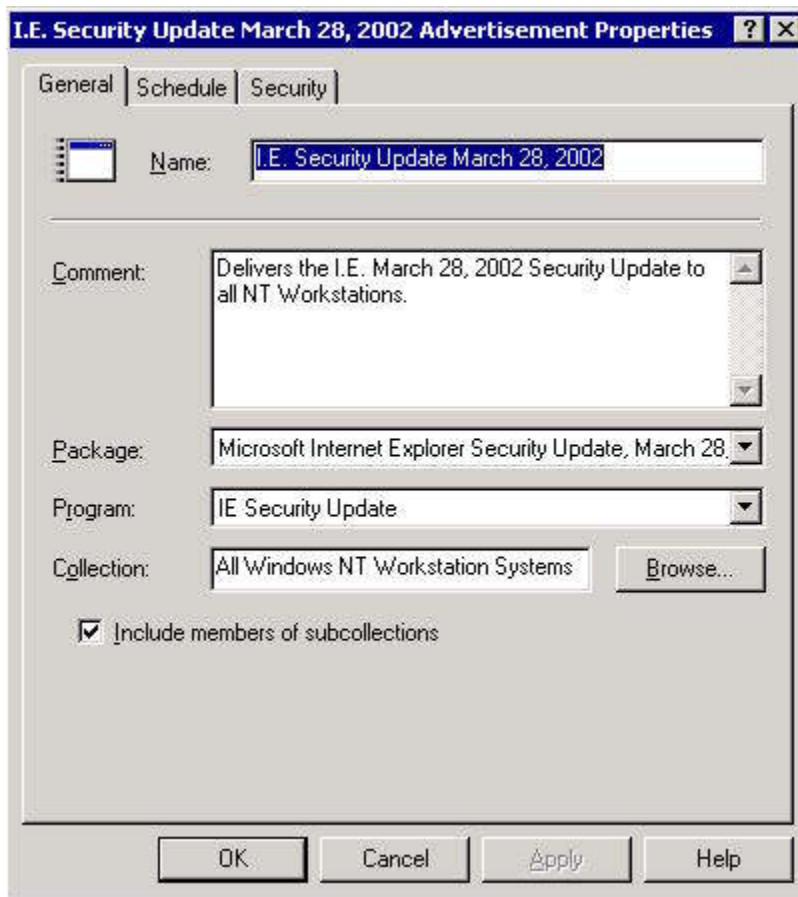 I.E. Security Update March 28, 2002 Advertisement Properties
General Schedule Security
Name: I.E. Security Update March 28, 2002
Comment: Delivers the I.E. March 28, 2002 Security Update to
all NT Workstations.
Package: Microsoft Internet Explorer Security Update, March 28,
Program: IE Security Update
Collection: All Windows NT Workstation Systems Browse...
Include members of subcollections
OK Cancel Apply Help